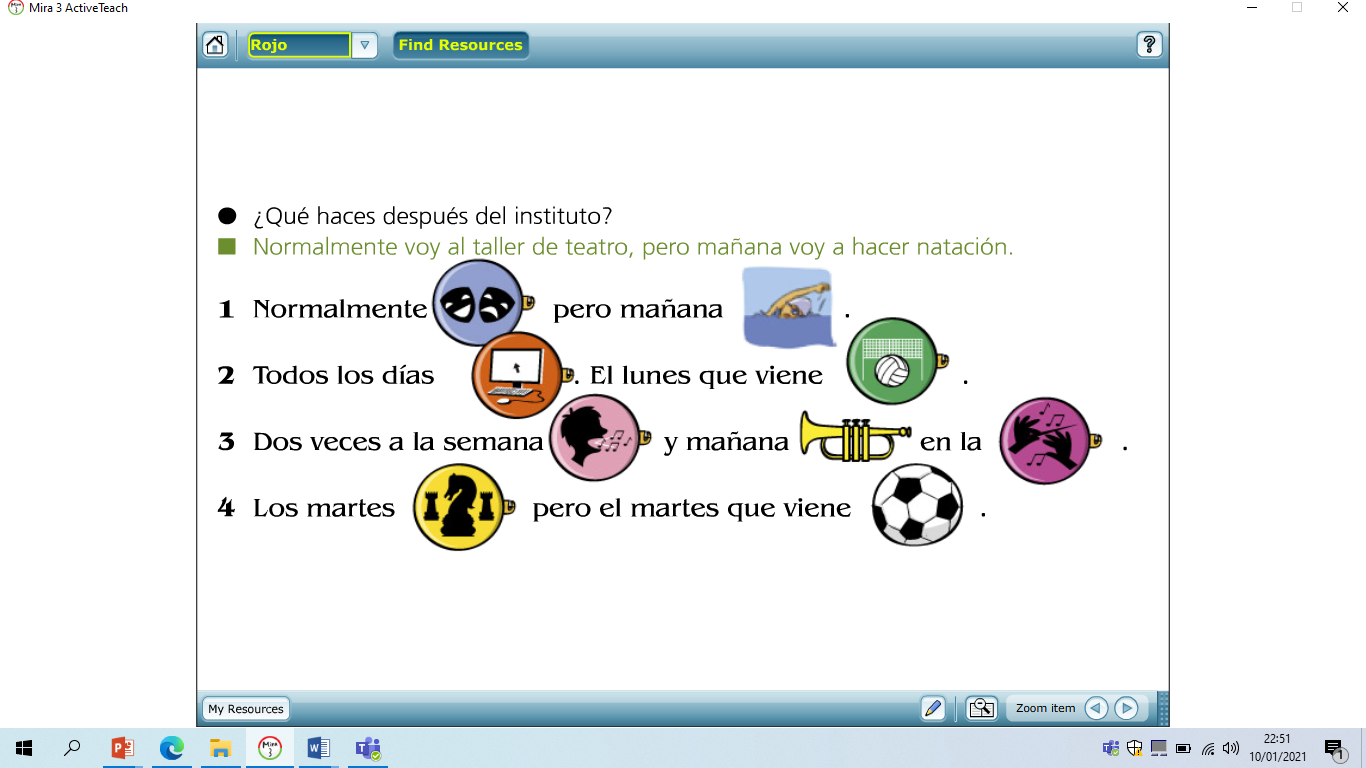 Mira 3 ActiveTeach
Rojo Find Resources ?
● ¿Qué haces después del instituto?
■ Normalmente voy al taller de teatro, pero mañana voy a hacer natación.
1 Normalmente pero mañana .
2 Todos los días . El lunes que viene .
3 Dos veces a la semana y mañana en la .
4 Los martes pero el martes que viene .
My Resources Zoom item
Mira 3
22:51
10/01/2021
1